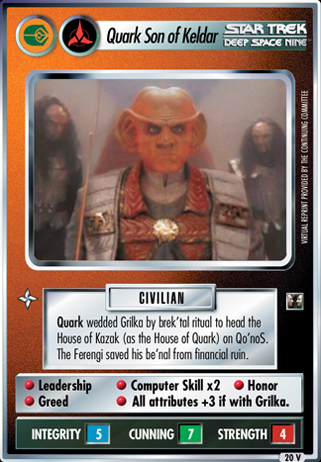 Quark Son of Keldar
STAR TREK
DEEP SPACE NINE
VIRTUAL REPRINT PROVIDED BY THE CONTINUING COMMITTEE
CIVILIAN
Quark wedded Grilka by brek'tal ritual to head the
House of Kazak (as the House of Quark) on Qo'noS.
The Ferengi saved his be'nal from financial ruin.
Leadership Computer Skill x2 Honor
Greed All attributes +3 if with Grilka.
INTEGRITY 5 CUNNING 7 STRENGTH 4
20 V